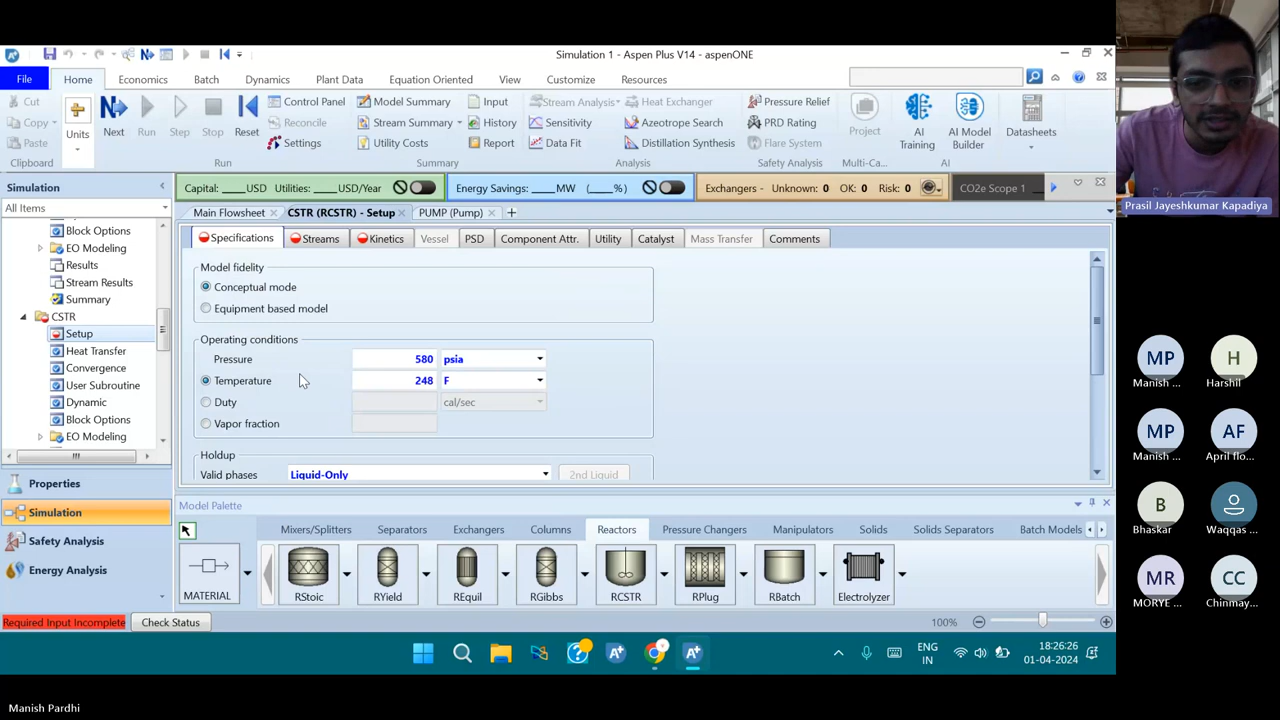 Simulation 1 - Aspen Plus V14 - aspenONE
File
Home
Economics
Batch
Dynamics
Plant Data
Equation Oriented
View
Customize
Resources
Cut
Copy
Paste
Clipboard
Units
Next
Run
Step
Stop
Reset
Control Panel
Reconcile
Settings
Run
Model Summary
Stream Summary
Utility Costs
Input
History
Report
Summary
Stream Analysis
Sensitivity
Data Fit
Heat Exchanger
Azeotrope Search
Distillation Synthesis
Analysis
Pressure Relief
PRD Rating
Flare System
Safety Analysis
Project
Multi-Ca...
AI Training
AI Model Builder
AI
Datasheets
Simulation
Capital: ____USD Utilities: ____USD/Year
Energy Savings: ____MW (____%)
Exchangers - Unknown: 0 OK: 0 Risk: 0
CO2e Scope 1
All Items
Main Flowsheet
CSTR (RCSTR) - Setup
PUMP (Pump)
Block Options
EO Modeling
Results
Stream Results
Summary
CSTR
Setup
Heat Transfer
Convergence
User Subroutine
Dynamic
Block Options
EO Modeling
Specifications
Streams
Kinetics
Vessel
PSD
Component Attr.
Utility
Catalyst
Mass Transfer
Comments
Model fidelity
Conceptual mode
Equipment based model
Operating conditions
Pressure 580 psia
Temperature 248 F
Duty cal/sec
Vapor fraction
Holdup
Valid phases Liquid-Only 2nd Liquid
Properties
Simulation
Safety Analysis
Energy Analysis
Model Palette
Mixers/Splitters
Separators
Exchangers
Columns
Reactors
Pressure Changers
Manipulators
Solids
Solids Separators
Batch Models
MATERIAL
RStoic
RYield
REquil
RGibbs
RCSTR
RPlug
RBatch
Electrolyzer
Required Input Incomplete
Check Status
100%
ENG
IN
18:26:26
01-04-2024
Prasil Jayeshkumar Kapadiya
MP
Manish ...
H
Harshil
MP
Manish ...
AF
April flo...
B
Bhaskar
Waqqas ...
MR
MORYE ...
CC
Chinmay...
Manish Pardhi